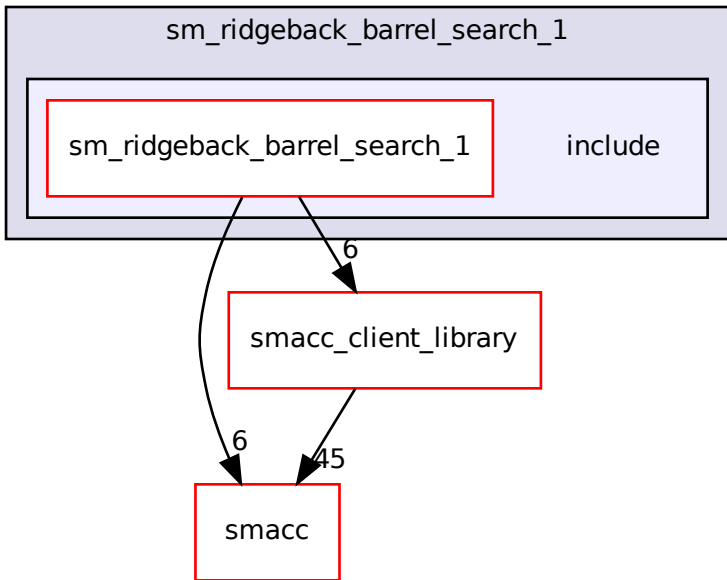 sm_ridgeback_barrel_search_1
sm_ridgeback_barrel_search_1
include
6
smacc_client_library
6
45
smacc